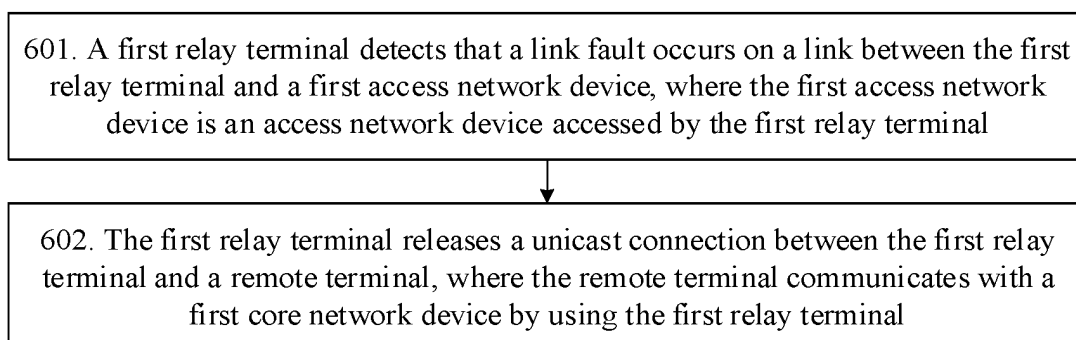 601. A first relay terminal detects that a link fault occurs on a link between the first
relay terminal and a first access network device, where the first access network
device is an access network device accessed by the first relay terminal
602. The first relay terminal releases a unicast connection between the first relay
terminal and a remote terminal, where the remote terminal communicates with a
first core network device by using the first relay terminal